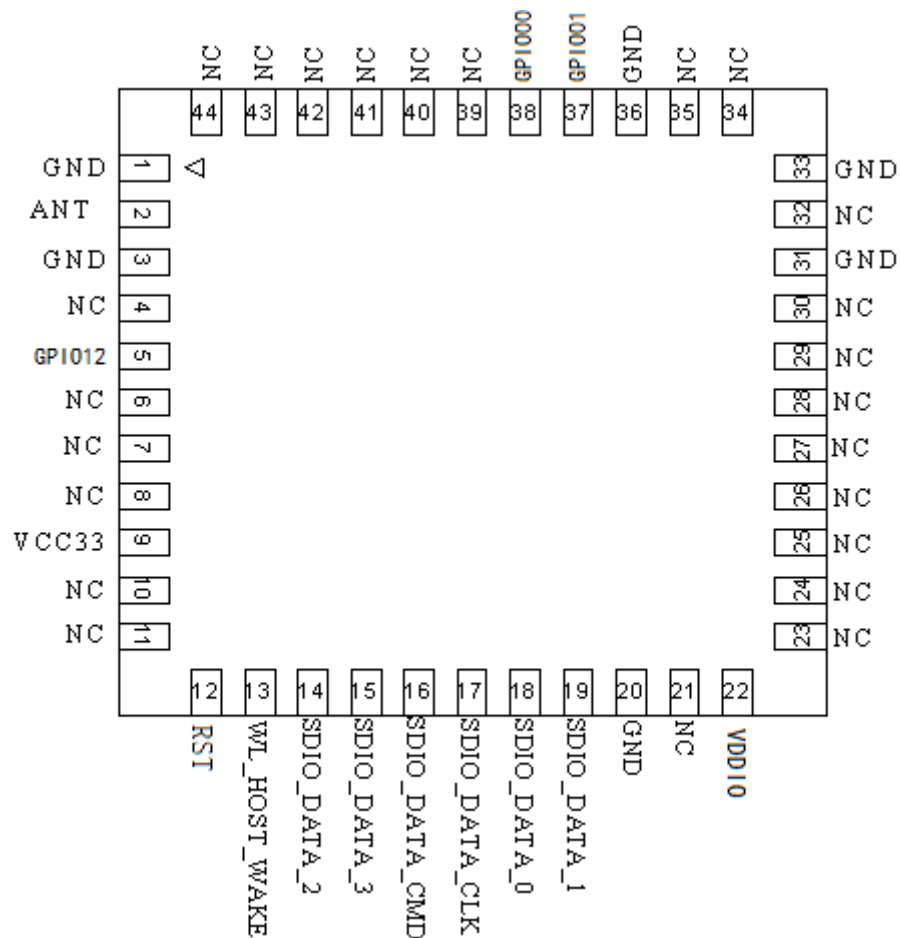 NC
NC
NC
NC
NC
NC
GPIO00
GPIO01
GND
NC
NC
44
43
42
41
40
39
38
37
36
35
34
GND 1
ANT 2
GND 3
NC 4
GPIO12 5
NC 6
NC 7
NC 8
VCC33 9
NC 10
NC 11
33 GND
32 NC
31 GND
30 NC
29 NC
28 NC
27 NC
26 NC
25 NC
24 NC
23 NC
12
13
14
15
16
17
18
19
20
21
22
RST
WL_HOST_WAKE
SDIO_DATA_2
SDIO_DATA_3
SDIO_DATA_CMD
SDIO_DATA_CLK
SDIO_DATA_0
SDIO_DATA_1
GND
NC
VDDIO